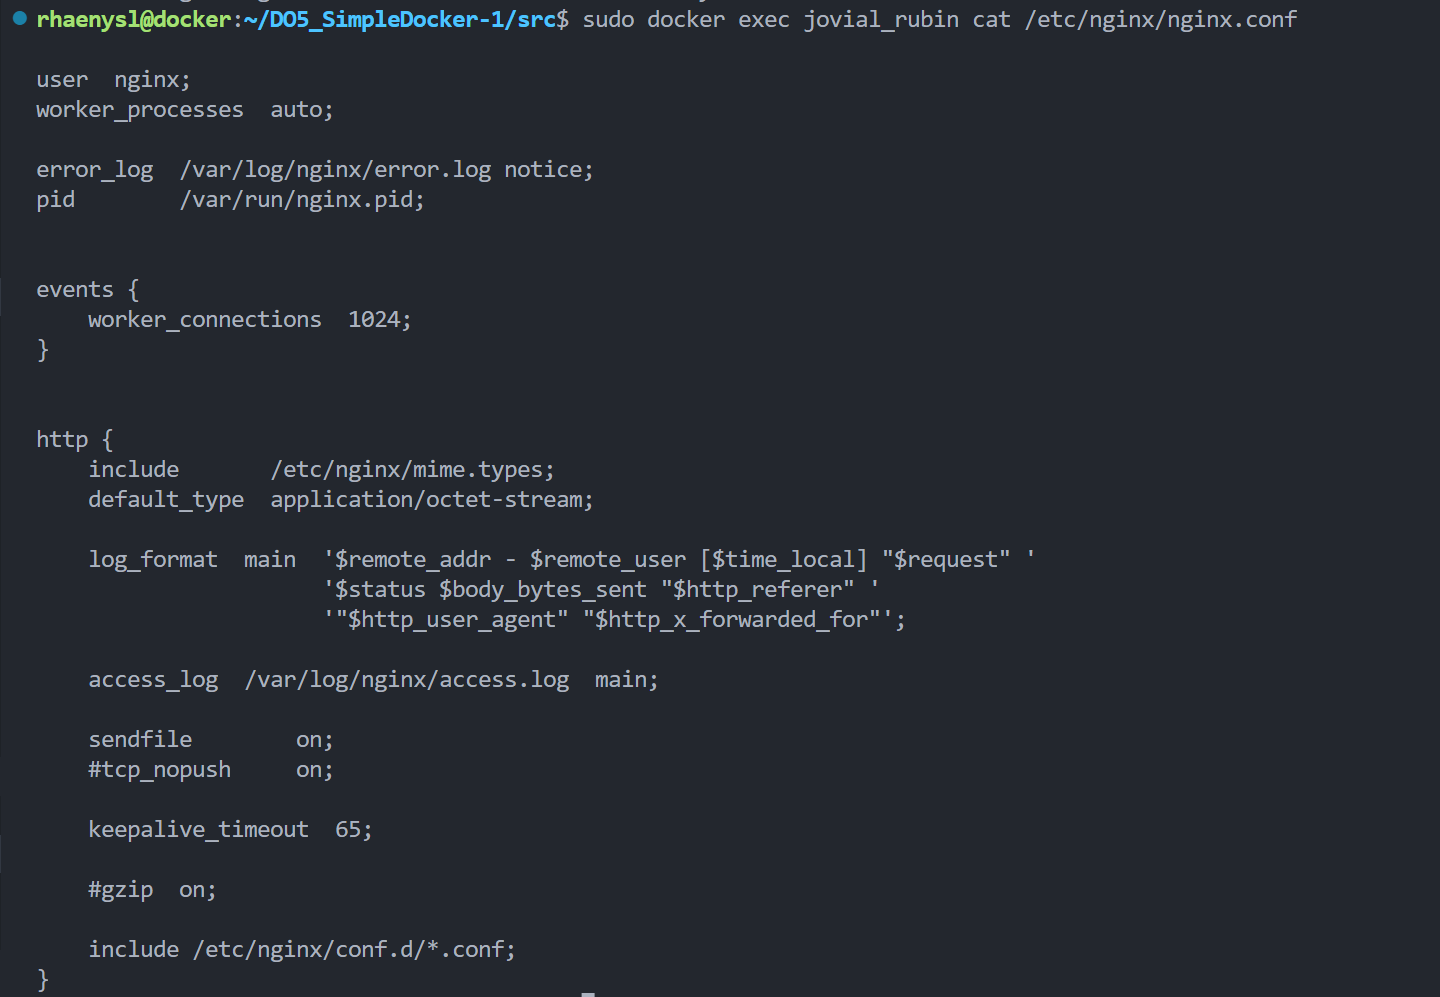 rhaenysl@docker:~/DO5_SimpleDocker-1/src$ sudo docker exec jovial_rubin cat /etc/nginx/nginx.conf
user  nginx;
worker_processes  auto;
error_log  /var/log/nginx/error.log notice;
pid        /var/run/nginx.pid;
events {
    worker_connections  1024;
}
http {
    include       /etc/nginx/mime.types;
    default_type  application/octet-stream;
    log_format  main  '$remote_addr - $remote_user [$time_local] "$request" '
                      '$status $body_bytes_sent "$http_referer" '
                      '"$http_user_agent" "$http_x_forwarded_for"';
    access_log  /var/log/nginx/access.log  main;
    sendfile        on;
    #tcp_nopush     on;
    keepalive_timeout  65;
    #gzip  on;
    include /etc/nginx/conf.d/*.conf;
}